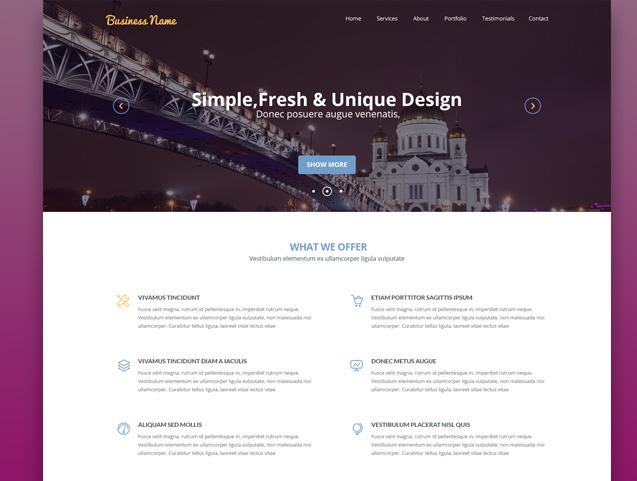 Business Name
Home Services About Portfolio Testimonials Contact
Simple,Fresh & Unique Design
Donec posuere augue venenatis,
SHOW MORE
WHAT WE OFFER
Vestibulum elementum ex ullamcorper ligula vulputate
VIVAMUS TINCIDUNT
Fusce velit magna, rutrum id pellentesque in, imperdiet rutrum neque.
Vestibulum elementum ex ullamcorper ligula vulputate, non malesuada nisi
ullamcorper. Curabitur tellus ligula, laoreet vitae lectus vitae
ETIAM PORTTITOR SAGITTIS IPSUM
Fusce velit magna, rutrum id pellentesque in, imperdiet rutrum neque.
Vestibulum elementum ex ullamcorper ligula vulputate, non malesuada nisi
ullamcorper. Curabitur tellus ligula, laoreet vitae lectus vitae
VIVAMUS TINCIDUNT DIAM A IACULIS
Fusce velit magna, rutrum id pellentesque in, imperdiet rutrum neque.
Vestibulum elementum ex ullamcorper ligula vulputate, non malesuada nisi
ullamcorper. Curabitur tellus ligula, laoreet vitae lectus vitae
DONEC METUS AUGUE
Fusce velit magna, rutrum id pellentesque in, imperdiet rutrum neque.
Vestibulum elementum ex ullamcorper ligula vulputate, non malesuada nisi
ullamcorper. Curabitur tellus ligula, laoreet vitae lectus vitae
ALIQUAM SED MOLLIS
Fusce velit magna, rutrum id pellentesque in, imperdiet rutrum neque.
Vestibulum elementum ex ullamcorper ligula vulputate, non malesuada nisi
ullamcorper. Curabitur tellus ligula, laoreet vitae lectus vitae
VESTIBULUM PLACERAT NISL QUIS
Fusce velit magna, rutrum id pellentesque in, imperdiet rutrum neque.
Vestibulum elementum ex ullamcorper ligula vulputate, non malesuada nisi
ullamcorper. Curabitur tellus ligula, laoreet vitae lectus vitae